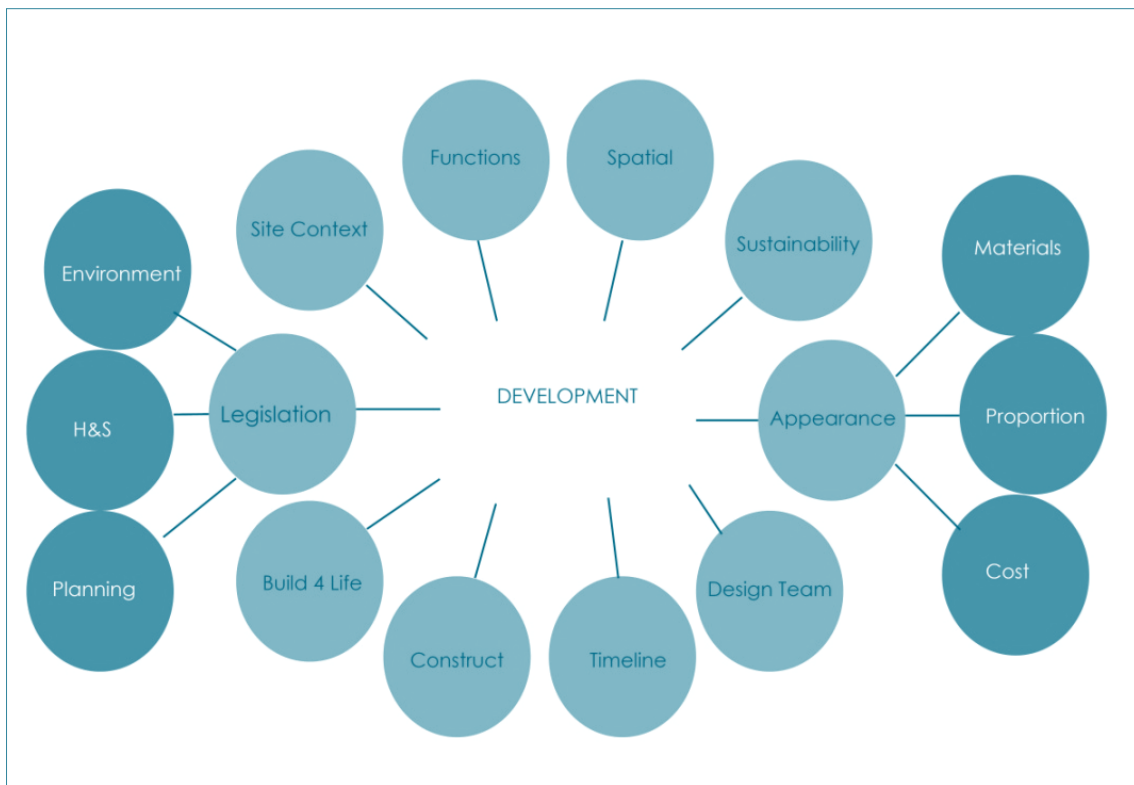 Functions
Spatial
Site Context
Sustainability
Materials
Environment
DEVELOPMENT
Legislation
Appearance
Proportion
H&S
Build 4 Life
Design Team
Cost
Planning
Construct
Timeline